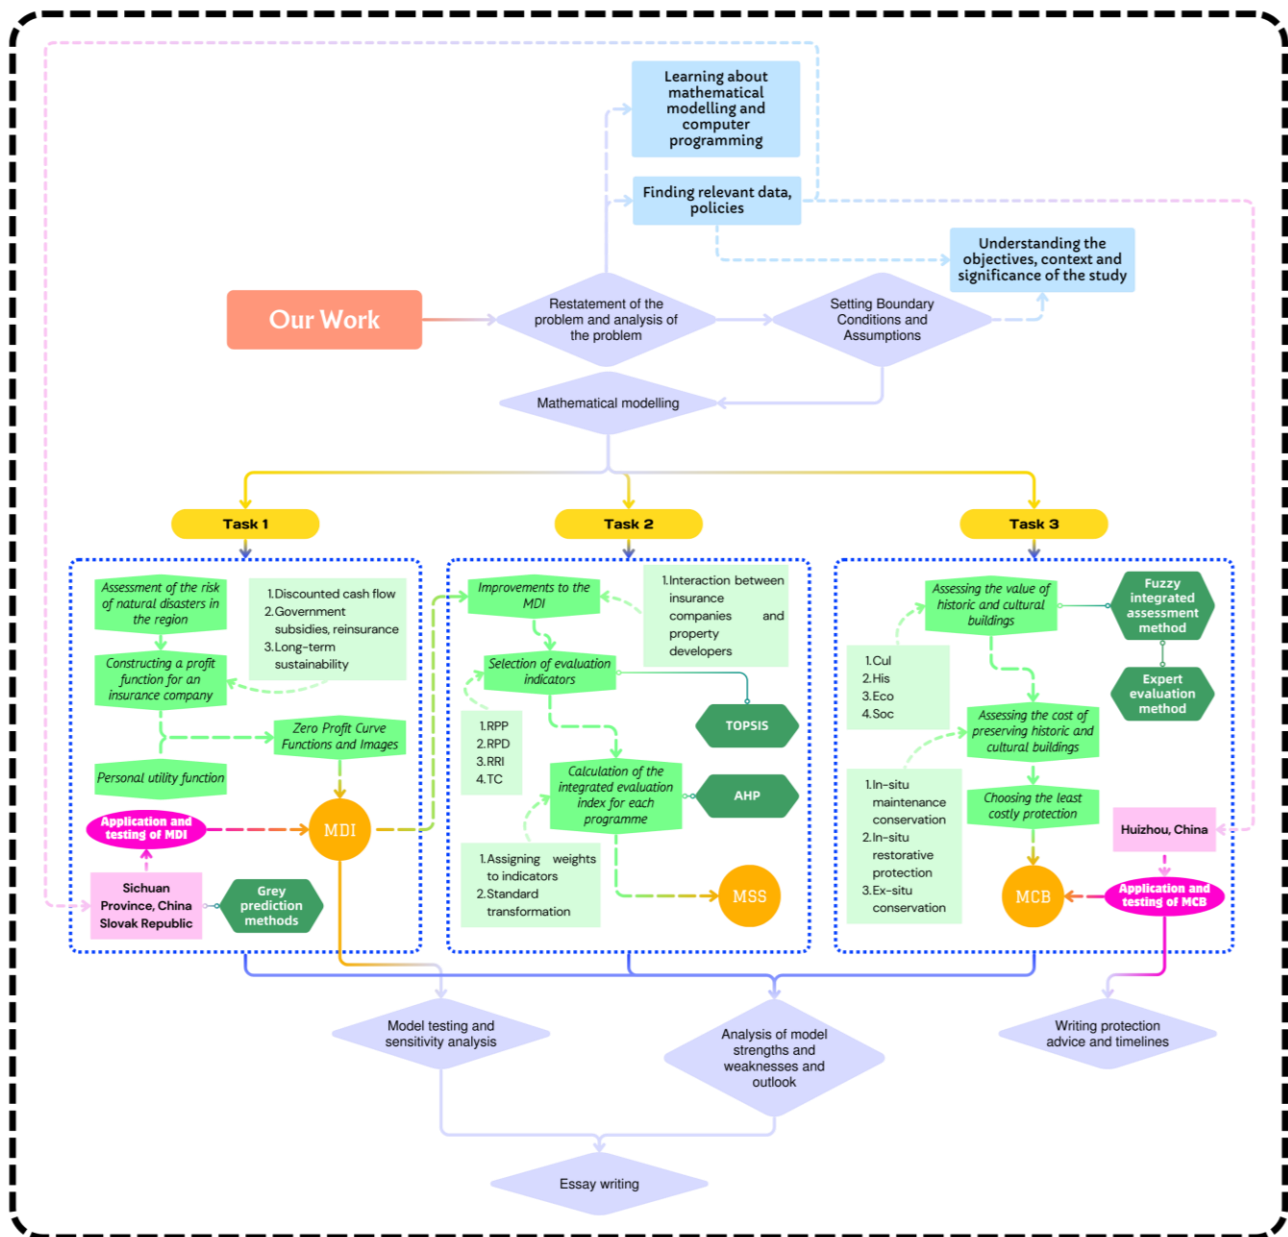 Learning about
mathematical
modelling and
computer
programming
Finding relevant data,
policies
Understanding the
objectives, context and
significance of the study
Our Work
Restatement of the
problem and analysis of
the problem
Setting Boundary
Conditions and
Assumptions
Mathematical modelling
Task 1
Task 2
Task 3
Assessment of the risk
of natural disasters in
the region
1.Discounted cash flow
2.Government
subsidies, reinsurance
3.Long-term
sustainability
Constructing a profit
function for an
insurance company
Zero Profit Curve
Functions and Images
Personal utility function
Application and
testing of MDI
MDI
Sichuan
Province, China
Slovak Republic
Grey
prediction
methods
Improvements to the
MDI
1.Interaction between
insurance
companies and
property
developers
Selection of evaluation
indicators
TOPSIS
1.RPP
2.RPD
3.RRI
4.TC
Calculation of the
integrated evaluation
index for each
programme
AHP
1.Assigning weights
to indicators
2.Standard
transformation
MSS
Assessing the value of
historic and cultural
buildings
Fuzzy
integrated
assessment
method
Expert
evaluation
method
1.Cul
2.His
3.Eco
4.Soc
Assessing the cost of
preserving historic and
cultural buildings
1.In-situ
maintenance
conservation
2.In-situ
restorative
protection
3.Ex-situ
conservation
Choosing the least
costly protection
Huizhou, China
MCB
Application and
testing of MCB
Model testing and
sensitivity analysis
Analysis of model
strengths and
weaknesses and
outlook
Writing protection
advice and timelines
Essay writing